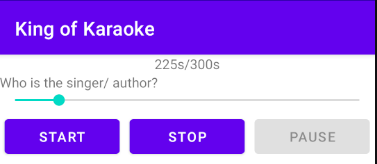 King of Karaoke
225s/300s
Who is the singer/ author?
START STOP PAUSE